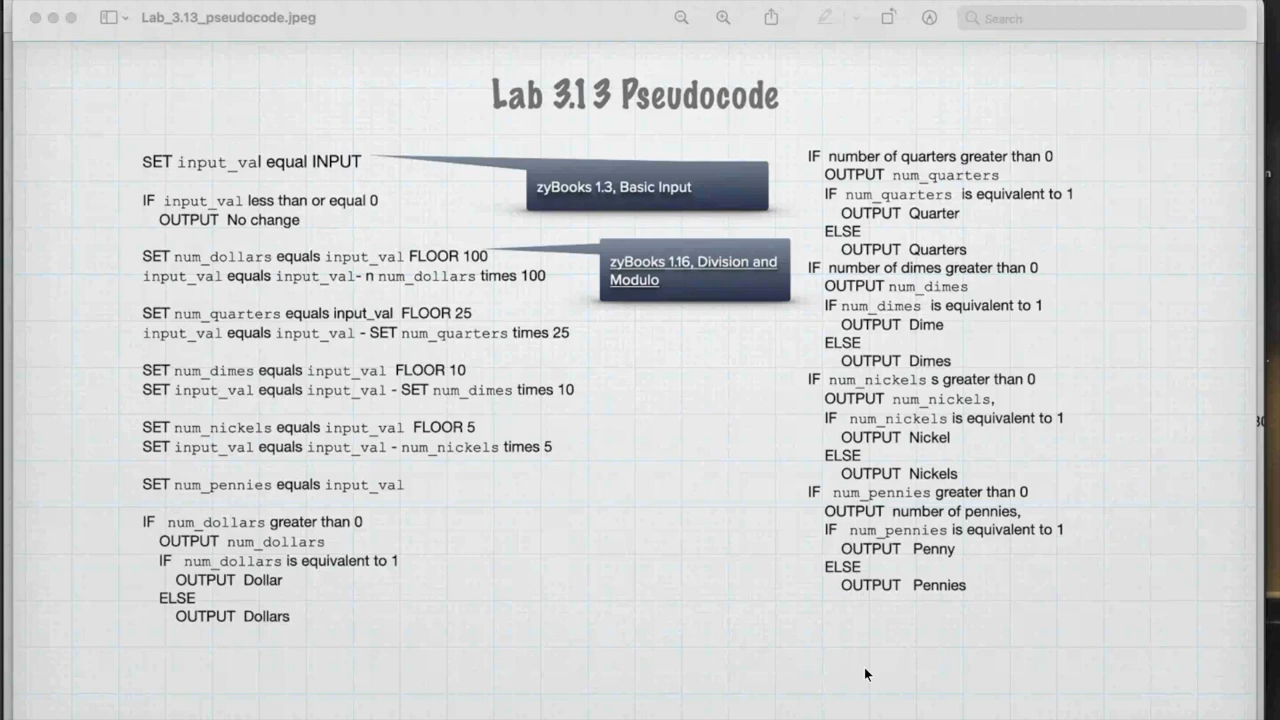 Lab_3.13_pseudocode.jpeg
Search
Lab 3.13 Pseudocode
SET input_val equal INPUT
zyBooks 1.3, Basic Input
IF input_val less than or equal 0
OUTPUT No change
SET num_dollars equals input_val FLOOR 100
input_val equals input_val- n num_dollars times 100
zyBooks 1.16, Division and
Modulo
SET num_quarters equals input_val FLOOR 25
input_val equals input_val - SET num_quarters times 25
SET num_dimes equals input_val FLOOR 10
SET input_val equals input_val - SET num_dimes times 10
SET num_nickels equals input_val FLOOR 5
SET input_val equals input_val - num_nickels times 5
SET num_pennies equals input_val
IF num_dollars greater than 0
OUTPUT num_dollars
IF num_dollars is equivalent to 1
OUTPUT Dollar
ELSE
OUTPUT Dollars
IF number of quarters greater than 0
OUTPUT num_quarters
IF num_quarters is equivalent to 1
OUTPUT Quarter
ELSE
OUTPUT Quarters
IF number of dimes greater than 0
OUTPUT num_dimes
IF num_dimes is equivalent to 1
OUTPUT Dime
ELSE
OUTPUT Dimes
IF num_nickels s greater than 0
OUTPUT num_nickels,
IF num_nickels is equivalent to 1
OUTPUT Nickel
ELSE
OUTPUT Nickels
IF num_pennies greater than 0
OUTPUT number of pennies,
IF num_pennies is equivalent to 1
OUTPUT Penny
ELSE
OUTPUT Pennies